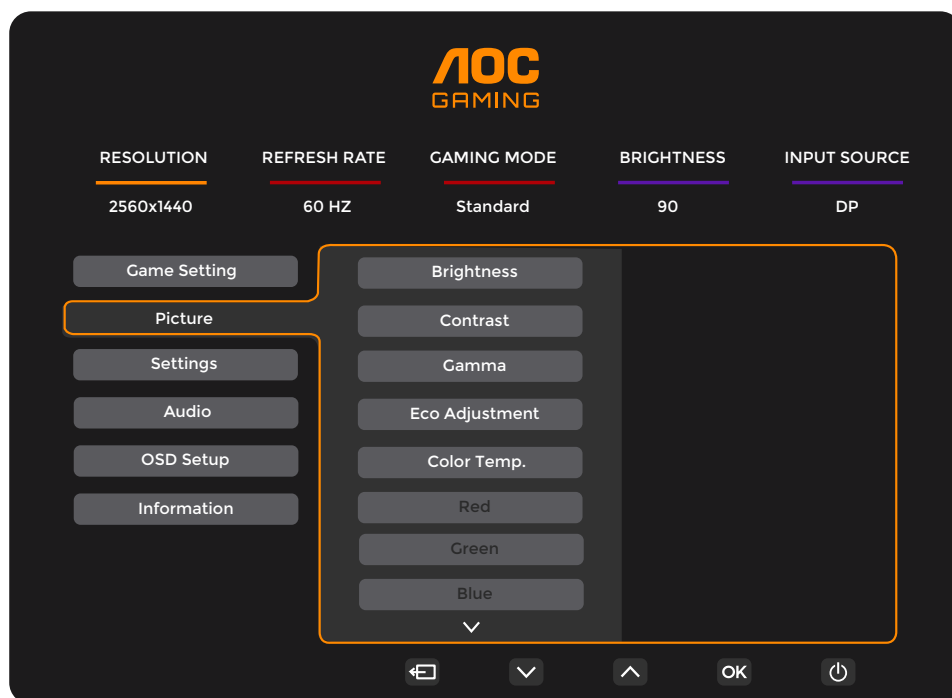 AOC
GAMING
RESOLUTION REFRESH RATE GAMING MODE BRIGHTNESS INPUT SOURCE
2560x1440 60 HZ Standard 90 DP
Game Setting
Picture
Settings
Audio
OSD Setup
Information
Brightness
Contrast
Gamma
Eco Adjustment
Color Temp.
Red
Green
Blue
OK